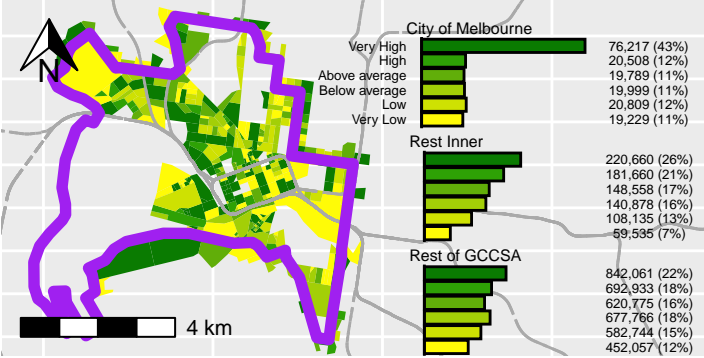 N
4 km
City of Melbourne
Very High 76,217 (43%)
High 20,508 (12%)
Above average 19,789 (11%)
Below average 19,999 (11%)
Low 20,809 (12%)
Very Low 19,229 (11%)
Rest Inner
220,660 (26%)
181,660 (21%)
148,558 (17%)
140,878 (16%)
108,135 (13%)
59,535 (7%)
Rest of GCCSA
842,061 (22%)
692,933 (18%)
620,775 (16%)
677,766 (18%)
582,744 (15%)
452,057 (12%)